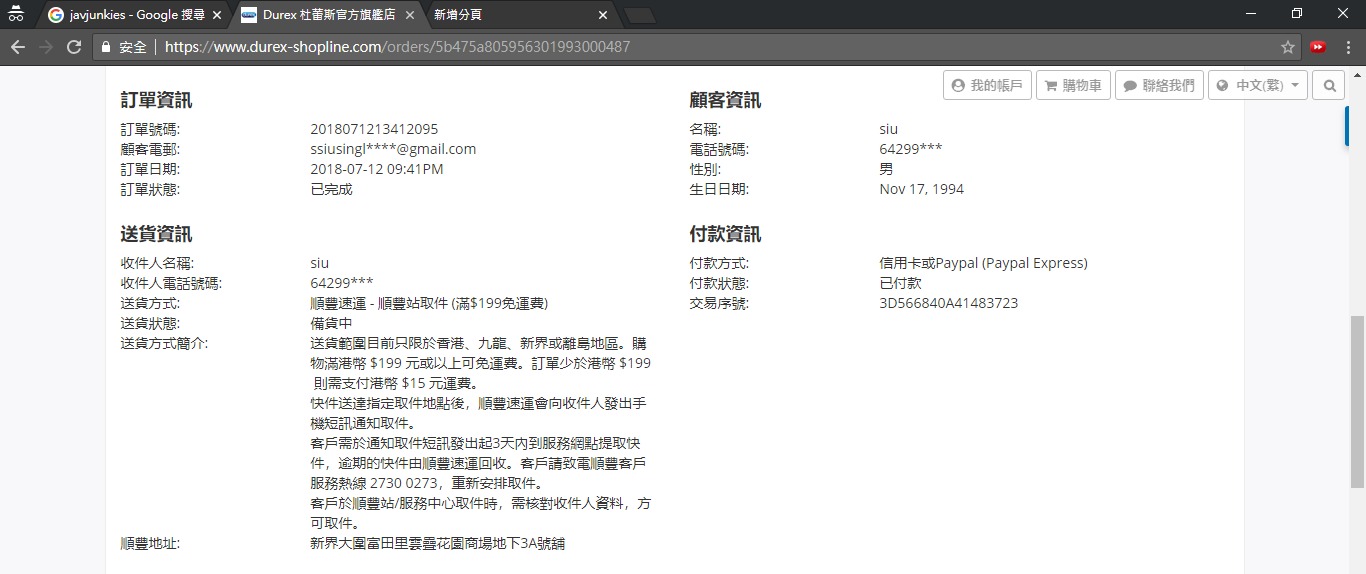 javjunkies - Google 搜尋
Durex 杜蕾斯官方旗艦店
新增分頁
安全 https://www.durex-shopline.com/orders/5b475a805956301993000487
我的帳戶 購物車 聯絡我們 中文(繁)
訂單資訊
訂單號碼: 2018071213412095
顧客電郵: ssiusingl****@gmail.com
訂單日期: 2018-07-12 09:41PM
訂單狀態: 已完成
顧客資訊
名稱: siu
電話號碼: 64299***
性別: 男
生日日期: Nov 17, 1994
送貨資訊
收件人名稱: siu
收件人電話號碼: 64299***
送貨方式: 順豐速運 - 順豐站取件 (滿$199免運費)
送貨狀態: 備貨中
送貨方式簡介: 送貨範圍目前只限於香港、九龍、新界或離島地區。購
物滿港幣 $199 元或以上可免運費。訂單少於港幣 $199
則需支付港幣 $15 元運費。
快件送達指定取件地點後，順豐速運會向收件人發出手
機短訊通知取件。
客戶需於通知取件短訊發出起3天內到服務網點提取快
件，逾期的快件由順豐速運回收。客戶請致電順豐客戶
服務熱線 2730 0273，重新安排取件。
客戶於順豐站/服務中心取件時，需核對收件人資料，方
可取件。
順豐地址: 新界大圍富田里雲疊花園商場地下3A號舖
付款資訊
付款方式: 信用卡或Paypal (Paypal Express)
付款狀態: 已付款
交易序號: 3D566840A41483723